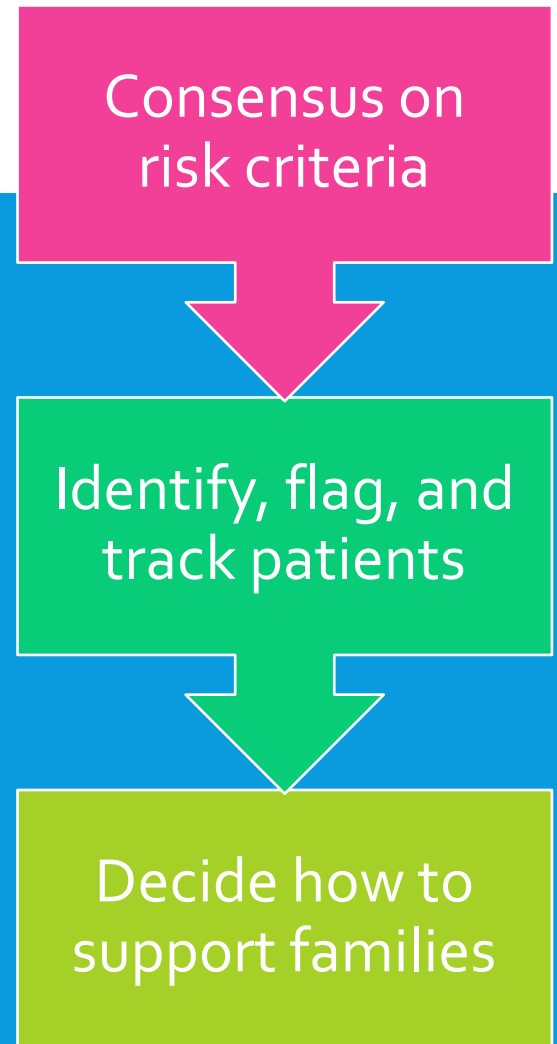 Consensus on
risk criteria
Identify, flag, and
track patients
Decide how to
support families